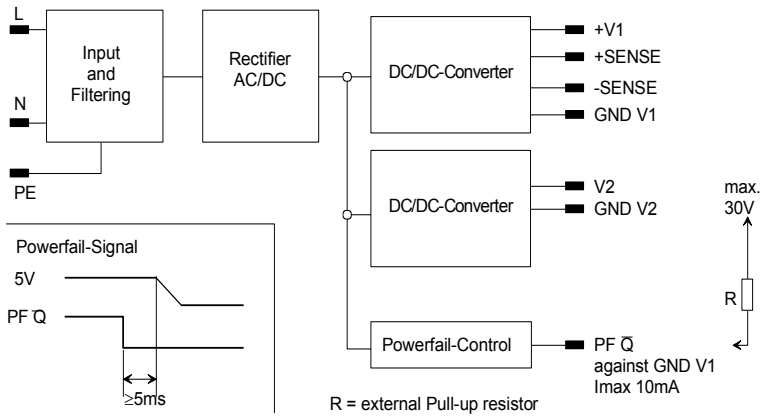 L
N
PE
Input
and
Filtering
Rectifier
AC/DC
DC/DC-Converter
+V1
+SENSE
-SENSE
GND V1
DC/DC-Converter
V2
GND V2
max.
30V
R
Powerfail-Control
PF Q̅
against GND V1
Imax 10mA
Powerfail-Signal
5V
PF Q̅
≥5ms
R = external Pull-up resistor